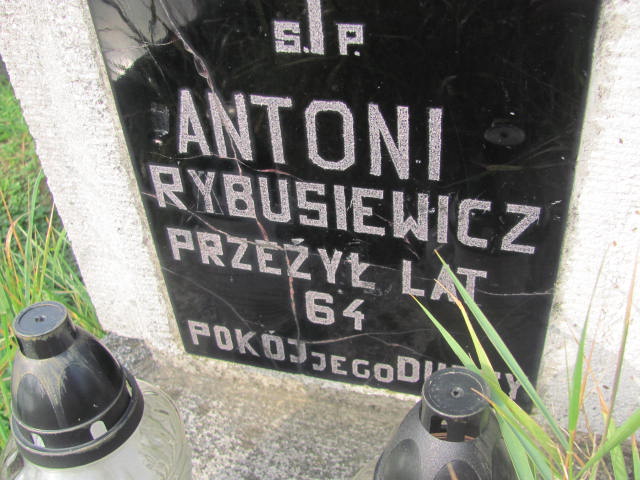 Ś.P.
ANTONI
RYBUSIEWICZ
PRZEŻYŁ LAT
64
POKÓJ JEGO